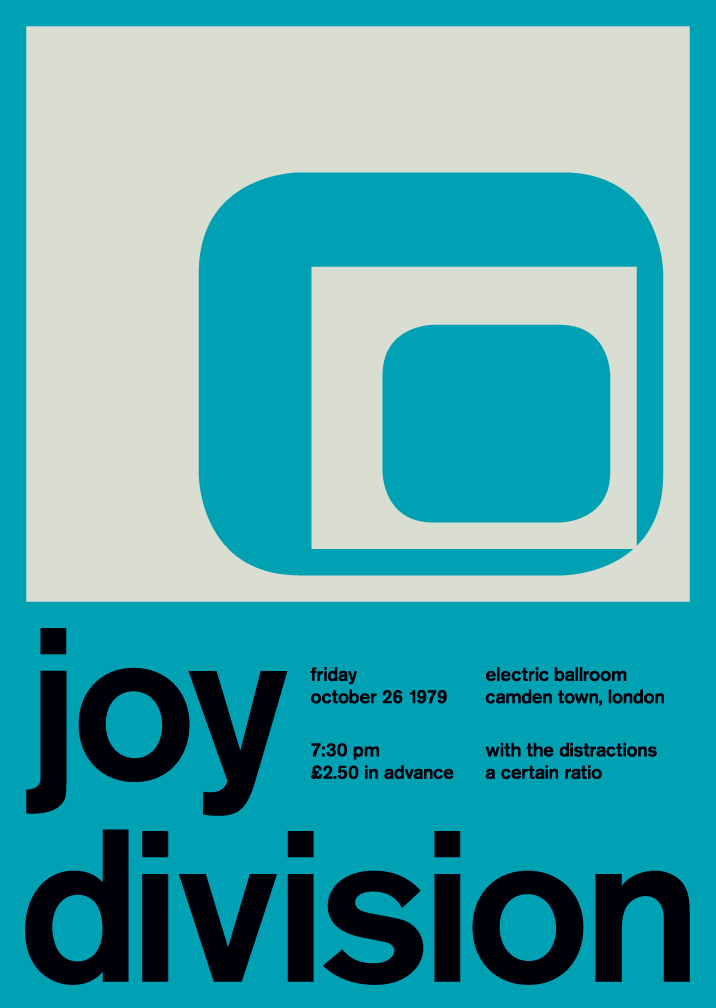 joy
friday
october 26 1979
7:30 pm
£2.50 in advance
electric ballroom
camden town, london
with the distractions
a certain ratio
division